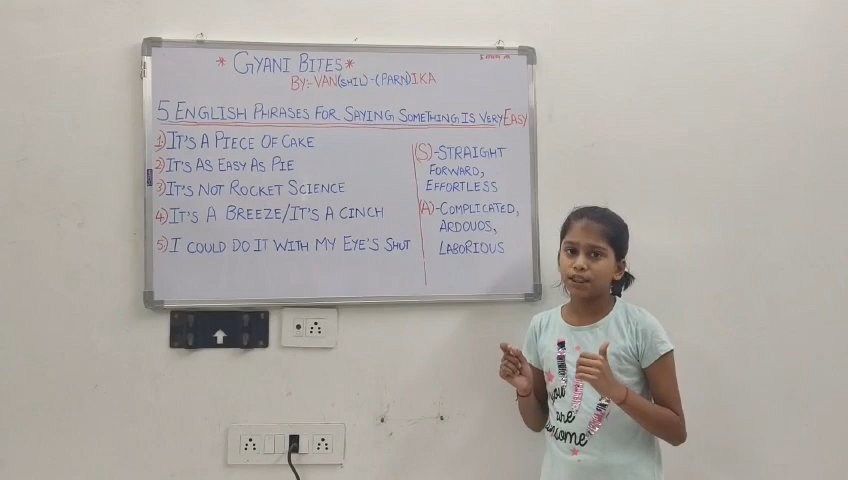 * GYANI BITES *
BY:- VAN(SHIL)-(PARN)IKA
5 ENGLISH PHRASES FOR SAYING SOMETHING IS VERY EASY
1) IT'S A PIECE OF CAKE
2) IT'S AS EASY AS PIE
3) IT'S NOT ROCKET SCIENCE
4) IT'S A BREEZE/IT'S A CINCH
5) I COULD DO IT WITH MY EYE'S SHUT
(S)-STRAIGHT
FORWARD,
EFFORTLESS
(A)-COMPLICATED,
ARDOUOS,
LABORIOUS
you
are